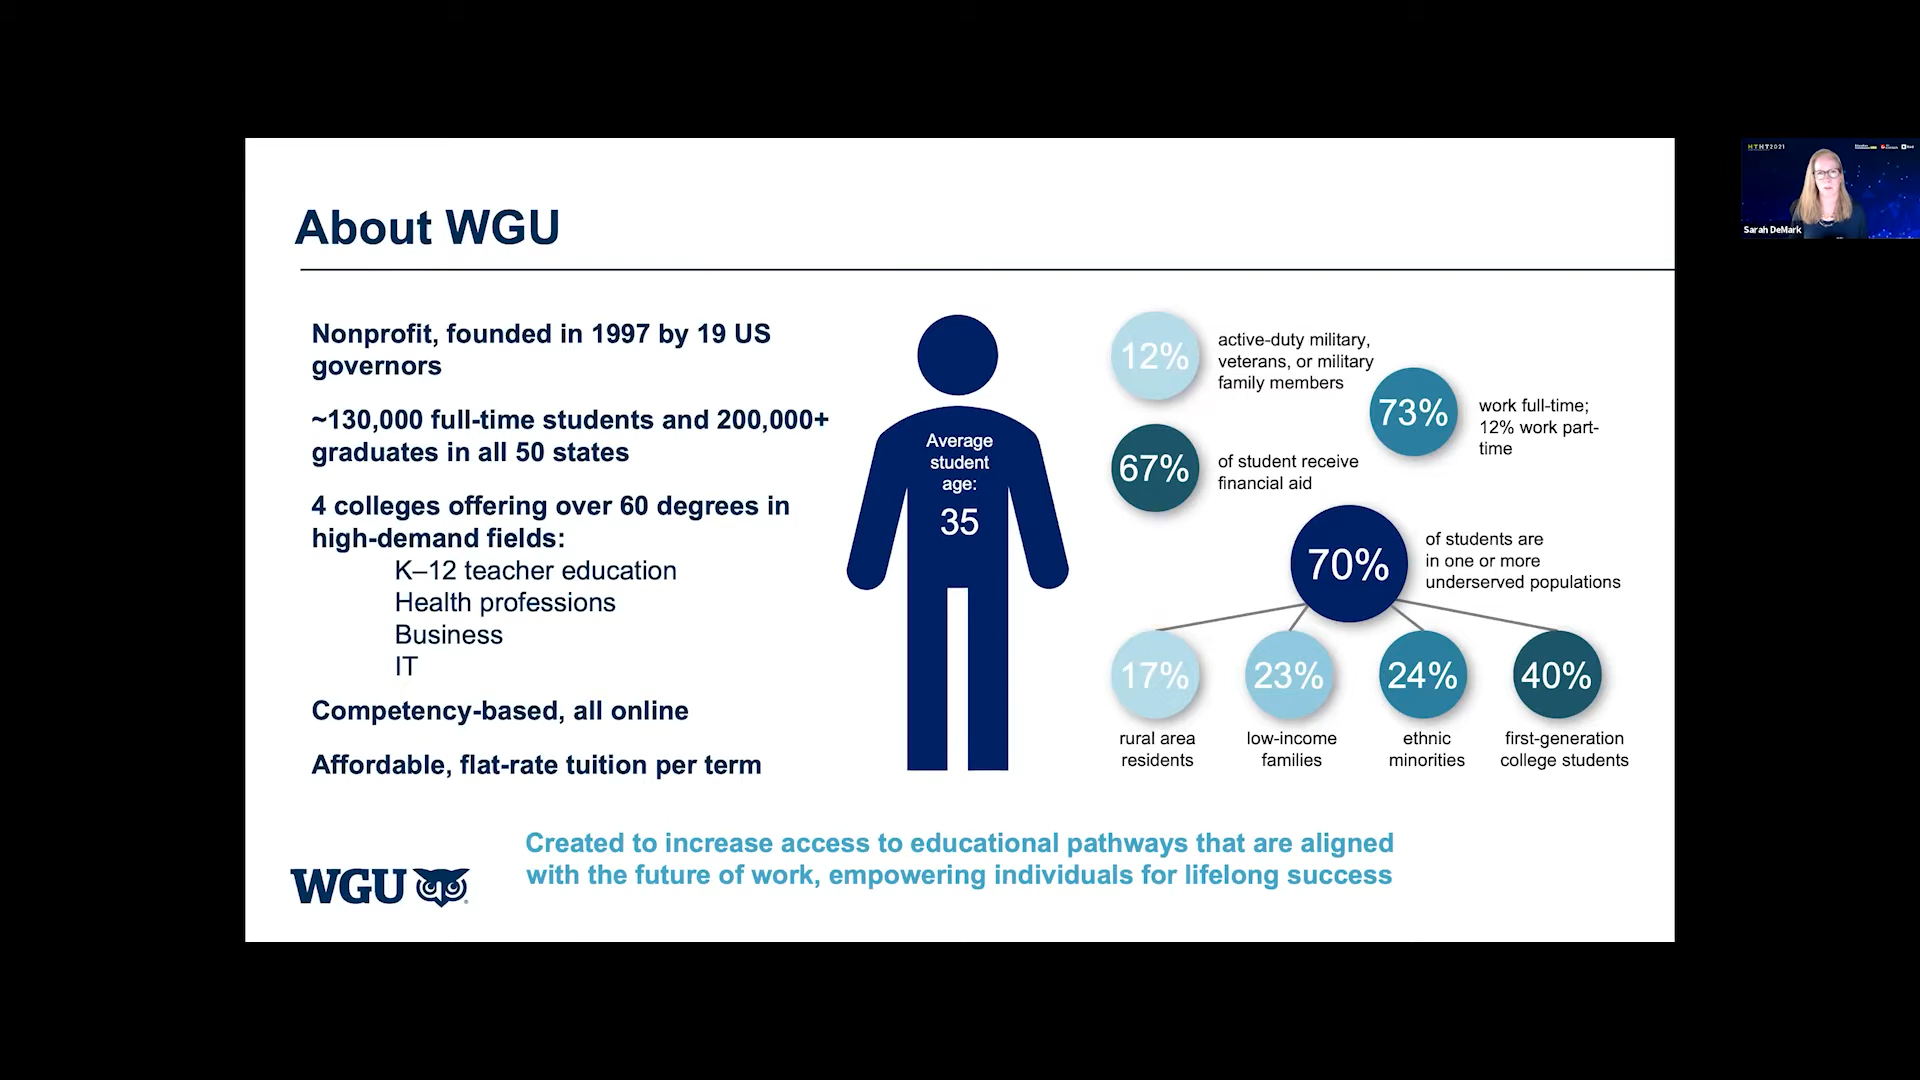 About WGU
Nonprofit, founded in 1997 by 19 US
governors
~130,000 full-time students and 200,000+
graduates in all 50 states
4 colleges offering over 60 degrees in
high-demand fields:
K–12 teacher education
Health professions
Business
IT
Competency-based, all online
Affordable, flat-rate tuition per term
Average
student
age:
35
12%
active-duty military,
veterans, or military
family members
73%
work full-time;
12% work part-
time
67%
of student receive
financial aid
70%
of students are
in one or more
underserved populations
17%
rural area
residents
23%
low-income
families
24%
ethnic
minorities
40%
first-generation
college students
Created to increase access to educational pathways that are aligned
with the future of work, empowering individuals for lifelong success
WGU
HTHT2021
Sarah DeMark